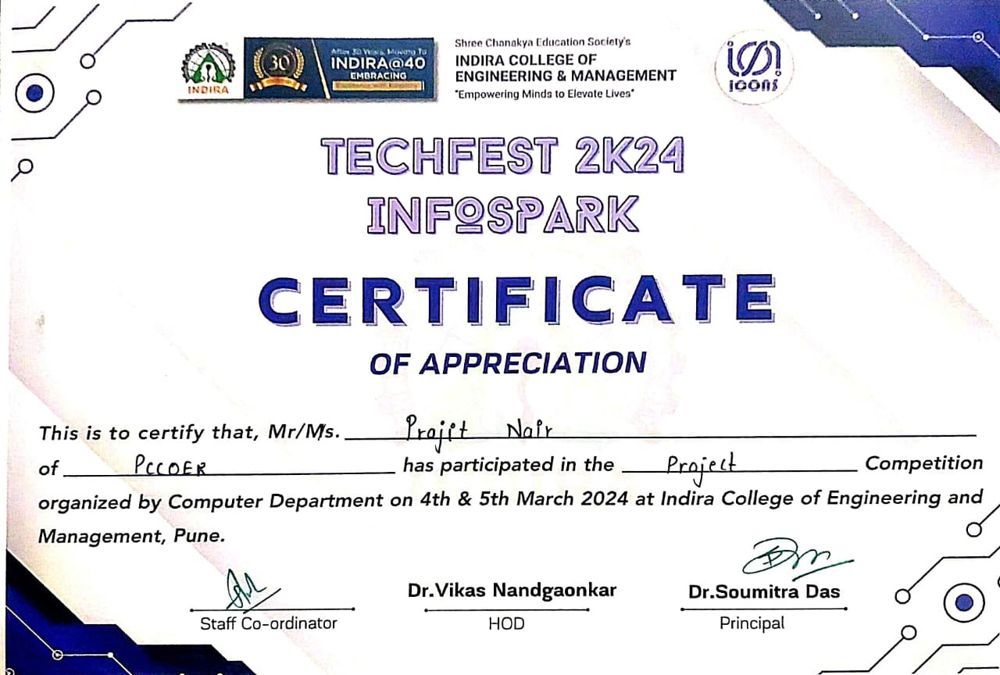 Shree Chanakya Education Society's
INDIRA
30
After 30 Years, Moving To
INDIRA@40
EMBRACING
INDIRA COLLEGE OF
ENGINEERING & MANAGEMENT
"Empowering Minds to Elevate Lives"
icons
TECHFEST 2K24
INFOSPARK
CERTIFICATE
OF APPRECIATION
This is to certify that, Mr/Ms. Projit Nair
of PCCOER has participated in the Project Competition
organized by Computer Department on 4th & 5th March 2024 at Indira College of Engineering and
Management, Pune.
Dr.Vikas Nandgaonkar
Dr.Soumitra Das
Staff Co-ordinator
HOD
Principal